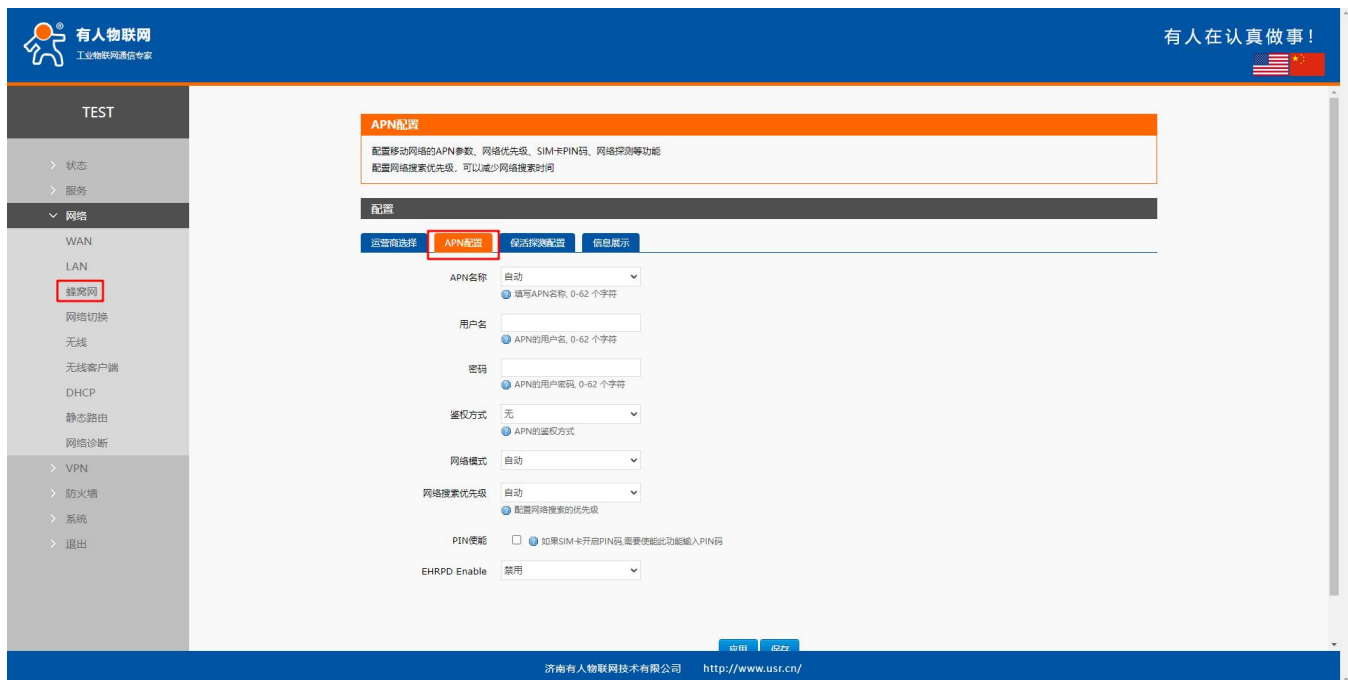 有人物联网
®
工业物联网通信专家
有人在认真做事!
TEST
状态
服务
网络
WAN
LAN
蜂窝网
网络切换
无线
无线客户端
DHCP
静态路由
网络诊断
VPN
防火墙
系统
退出
APN配置
配置移动网络的APN参数、网络优先级、SIM卡PIN码、网络探测等功能
配置网络搜素优先级,可以减少网络搜索时间
配置
运营商选择 APN配置 保活探测配置 信息展示
APN名称 自动
填写APN名称, 0-62 个字符
用户名
APN的用户名, 0-62 个字符
密码
APN的用户密码, 0-62 个字符
鉴权方式 无
APN的鉴权方式
网络模式 自动
网络搜素优先级 自动
配置网络搜索的优先级
PIN使能 如果SIM卡开启PIN码,需要使能此功能输入PIN码
EHRPD Enable 禁用
应用 保存
济南有人物联网技术有限公司 http://www.usr.cn/